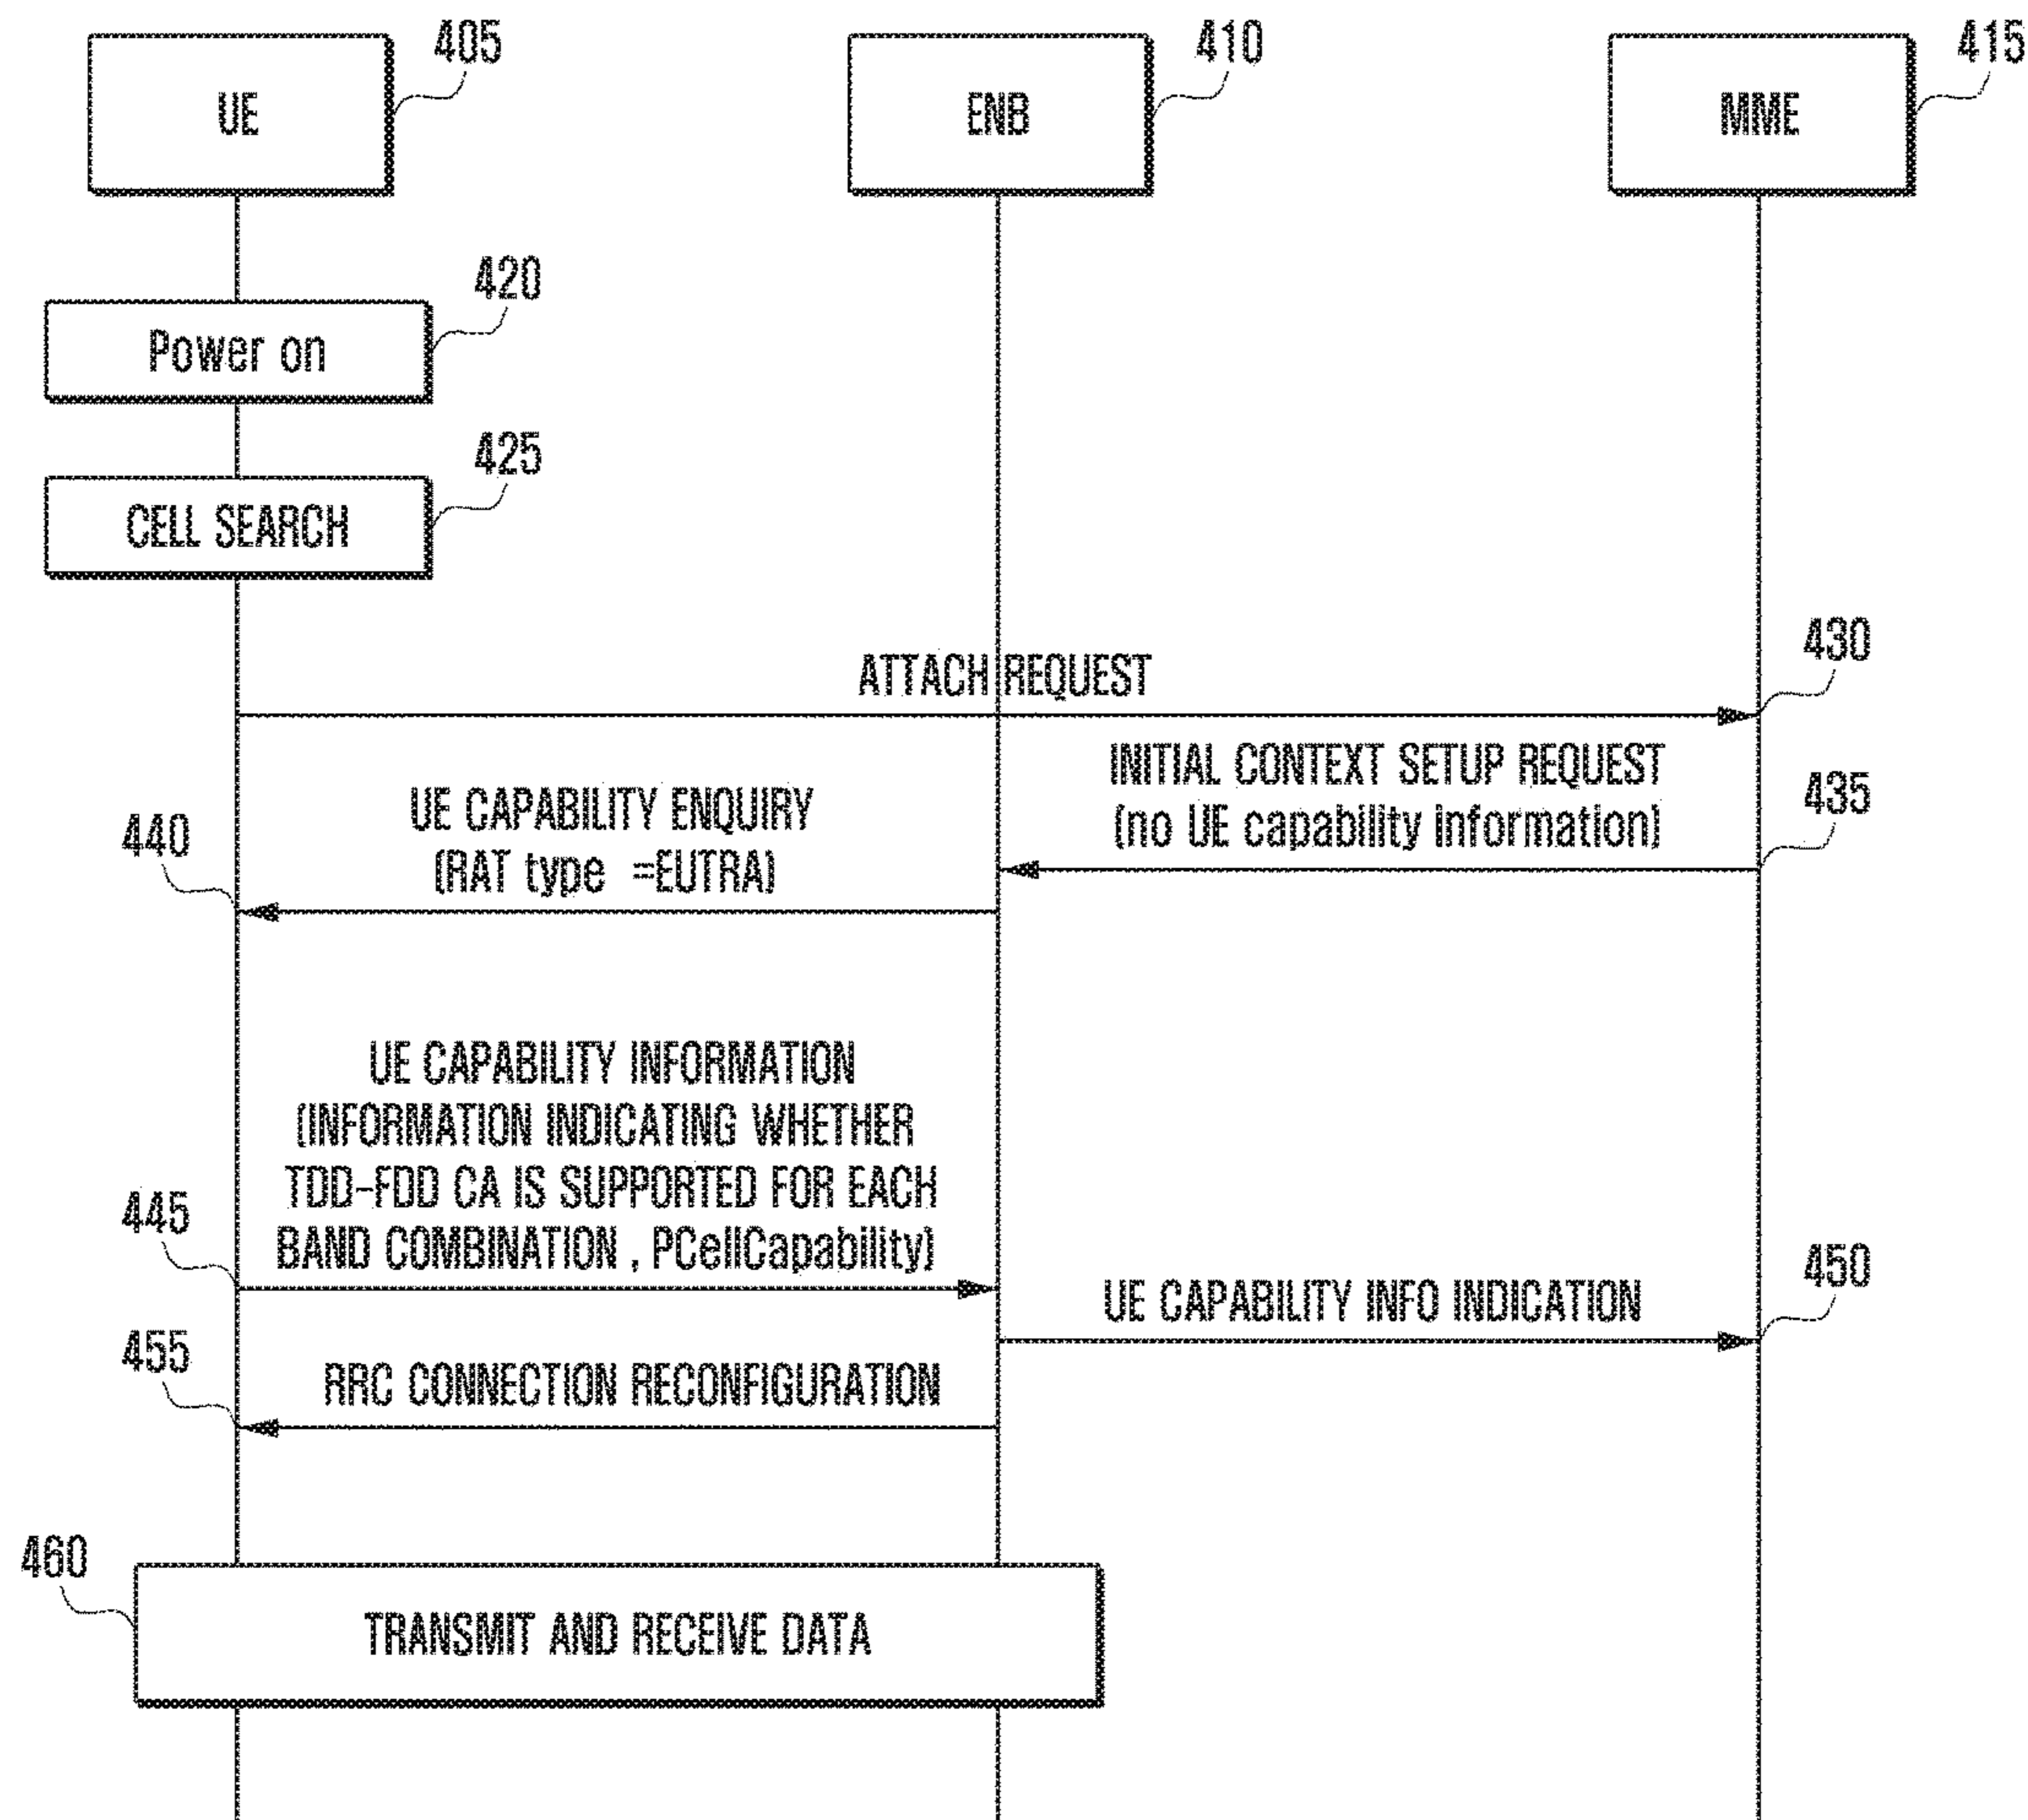 405
410
415
UE
ENB
MME
420
Power on
425
CELL SEARCH
430
ATTACH REQUEST
INITIAL CONTEXT SETUP REQUEST
(no UE capability information)
435
UE CAPABILITY ENQUIRY
(RAT type =EUTRA)
440
UE CAPABILITY INFORMATION
(INFORMATION INDICATING WHETHER
TDD-FDD CA IS SUPPORTED FOR EACH
BAND COMBINATION , PCellCapability)
445
450
UE CAPABILITY INFO INDICATION
455
RRC CONNECTION RECONFIGURATION
460
TRANSMIT AND RECEIVE DATA